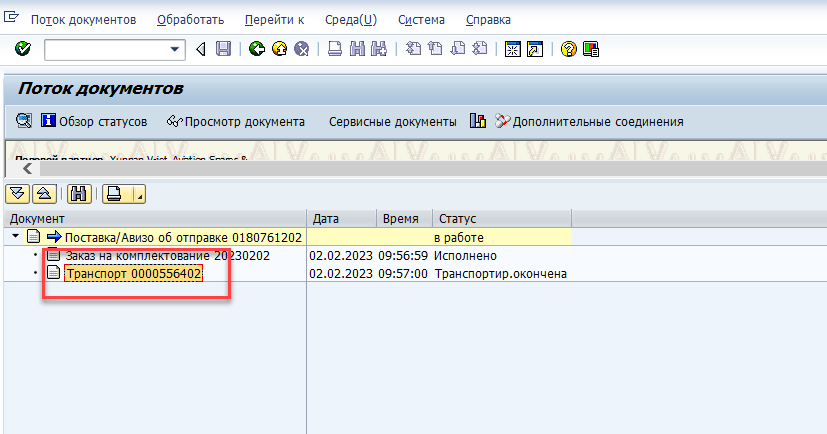 Поток документов Обработать Перейти к Среда(U) Система Справка
Поток документов
Обзор статусов Просмотр документа Сервисные документы Дополнительные соединения
Документ Дата Время Статус
Поставка/Авизо об отправке 0180761202 в работе
Заказ на комплектование 20230202 02.02.2023 09:56:59 Исполнено
Транспорт 0000556402 02.02.2023 09:57:00 Транспортир.окончена